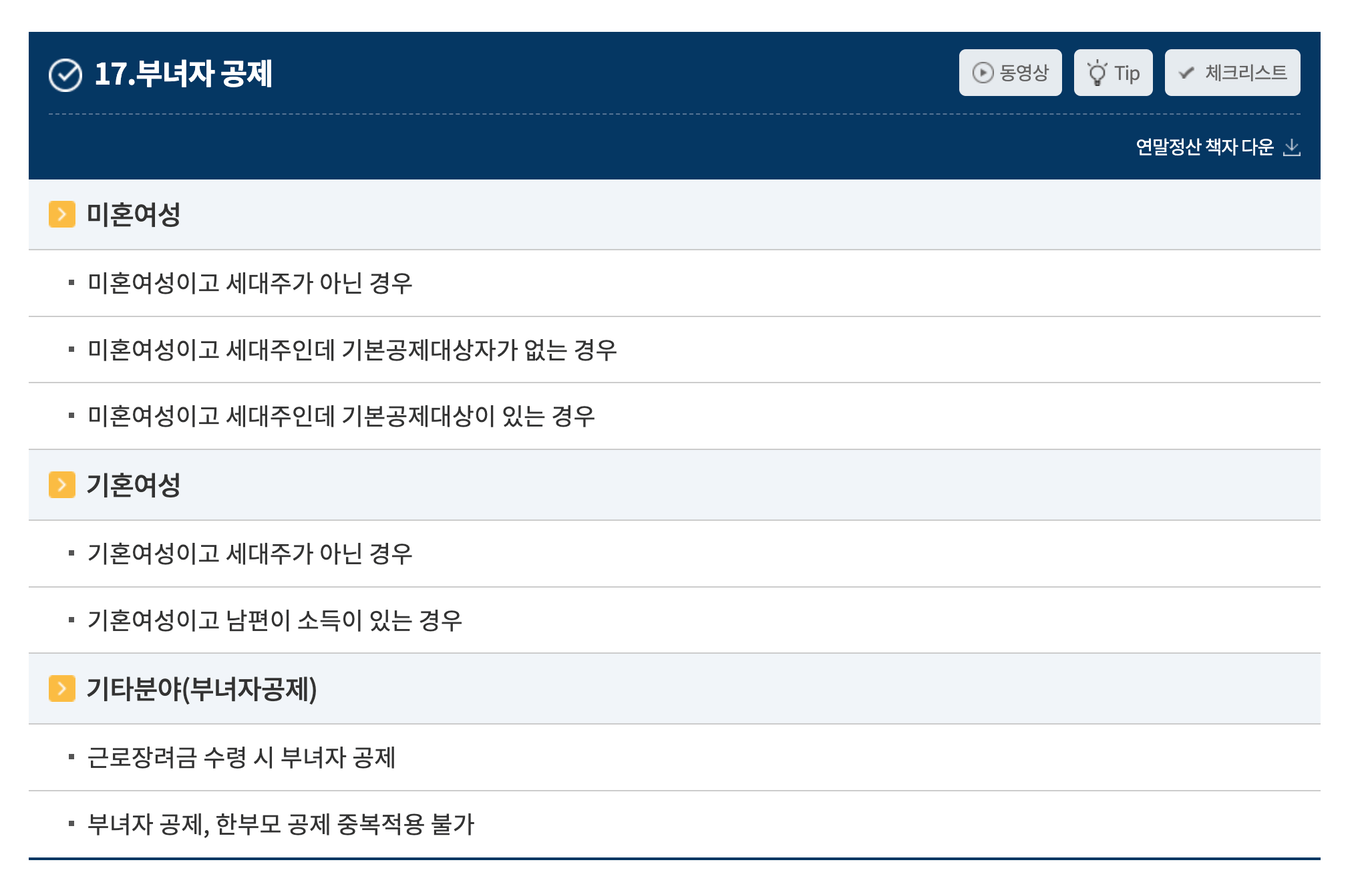 17.부녀자 공제
동영상
Tip
체크리스트
연말정산 책자 다운
미혼여성
미혼여성이고 세대주가 아닌 경우
미혼여성이고 세대주인데 기본공제대상자가 없는 경우
미혼여성이고 세대주인데 기본공제대상이 있는 경우
기혼여성
기혼여성이고 세대주가 아닌 경우
기혼여성이고 남편이 소득이 있는 경우
기타분야(부녀자공제)
근로장려금 수령 시 부녀자 공제
부녀자 공제, 한부모 공제 중복적용 불가